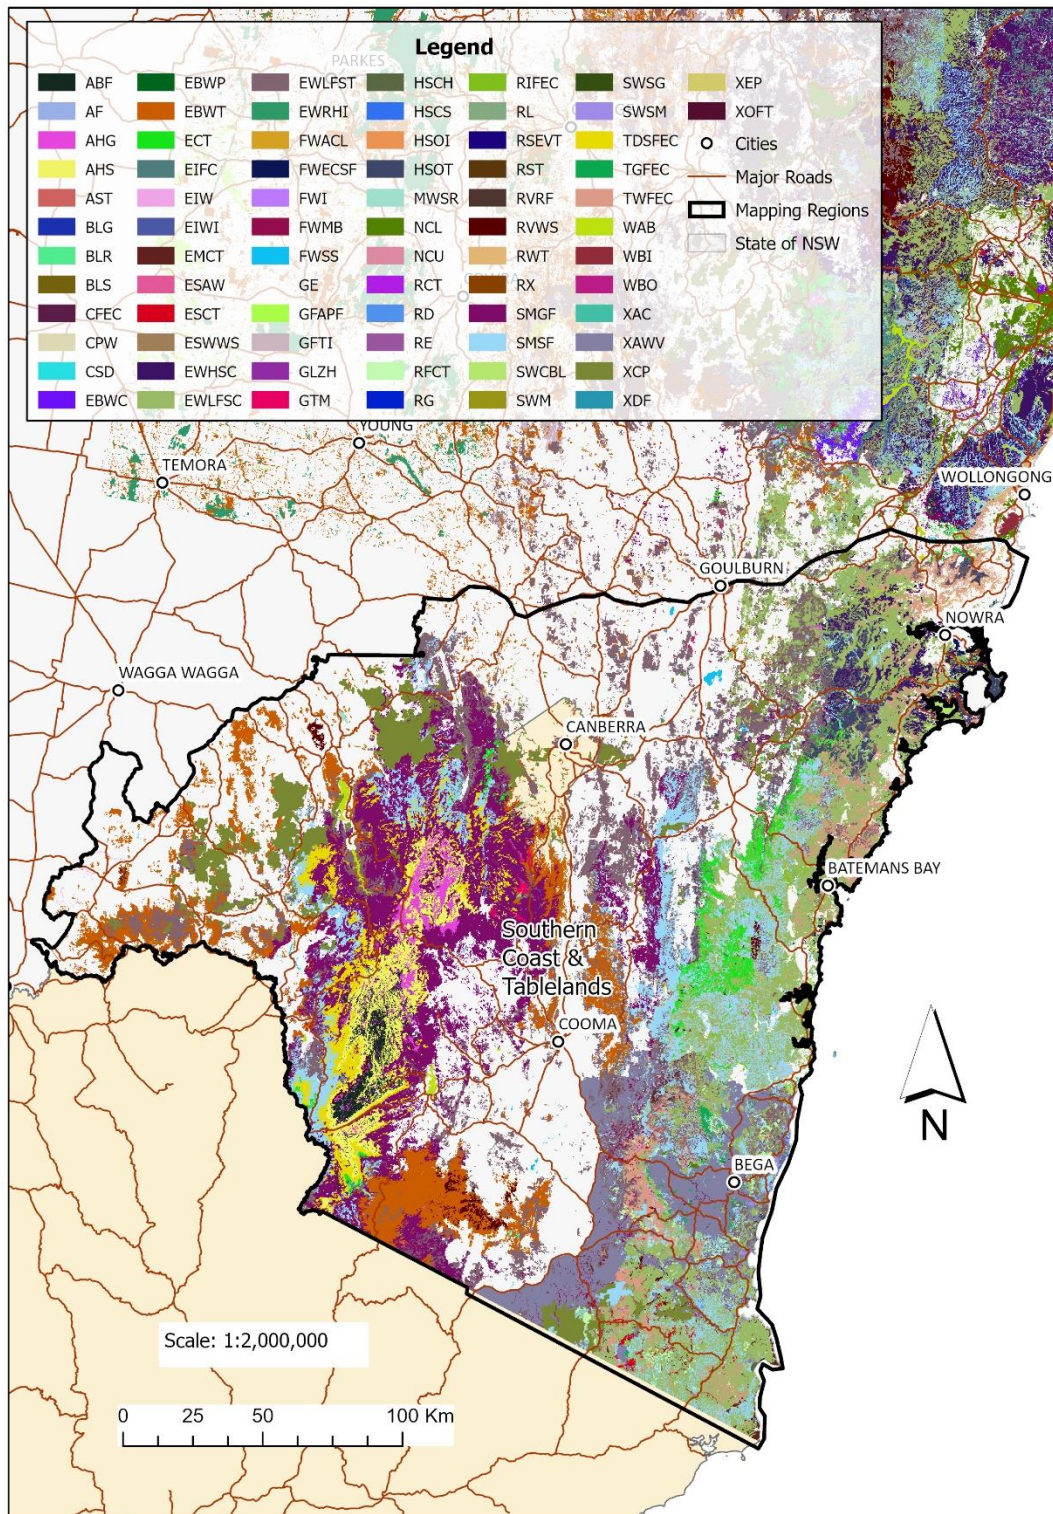 Legend
PARKES
ABF
AF
AHG
AHS
AST
BLG
BLR
BLS
CFEC
CPW
CSD
EBWC
EBWP
EBWT
ECT
EIFC
EIW
EIWI
EMCT
ESAW
ESCT
ESWWS
EWHSC
EWLFSC
EWLFST
EWRHI
FWACL
FWECSF
FWI
FWMB
FWSS
GE
GFAPF
GFTI
GLZH
GTM
HSCH
HSCS
HSOI
HSOT
MWSR
NCL
NCU
RCT
RD
RE
RFCT
RG
RIFEC
RL
RSEVT
RST
RVRF
RVWS
RWT
RX
SMGF
SMSF
SWCBL
SWM
SWSG
SWSM
TDSFEC
TGFEC
TWFEC
WAB
WBI
WBO
XAC
XAWV
XCP
XDF
XEP
XOFT
Cities
Major Roads
Mapping Regions
State of NSW
YOUNG
TEMORA
WOLLONGONG
GOULBURN
NOWRA
WAGGA WAGGA
CANBERRA
BATEMANS BAY
Southern
Coast &
Tablelands
COOMA
N
BEGA
Scale: 1:2,000,000
0 25 50 100 Km